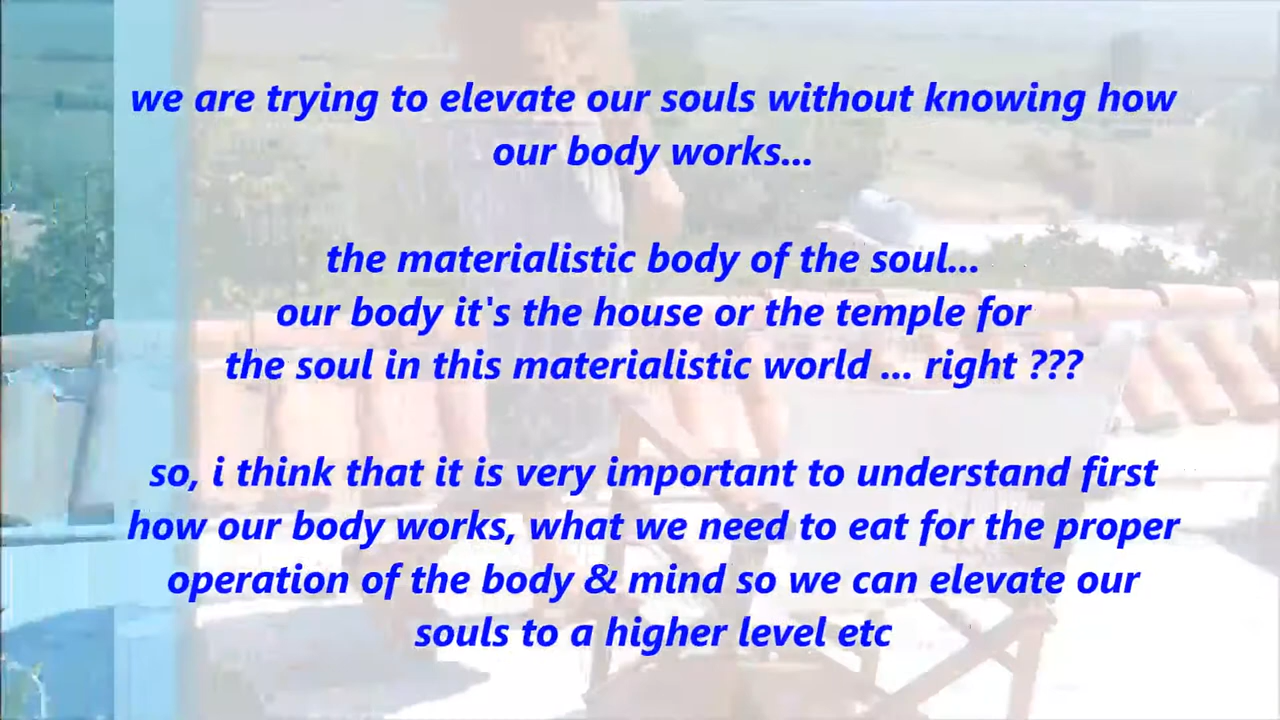 we are trying to elevate our souls without knowing how
our body works...
the materialistic body of the soul...
our body it's the house or the temple for
the soul in this materialistic world ... right ???
so, i think that it is very important to understand first
how our body works, what we need to eat for the proper
operation of the body & mind so we can elevate our
souls to a higher level etc